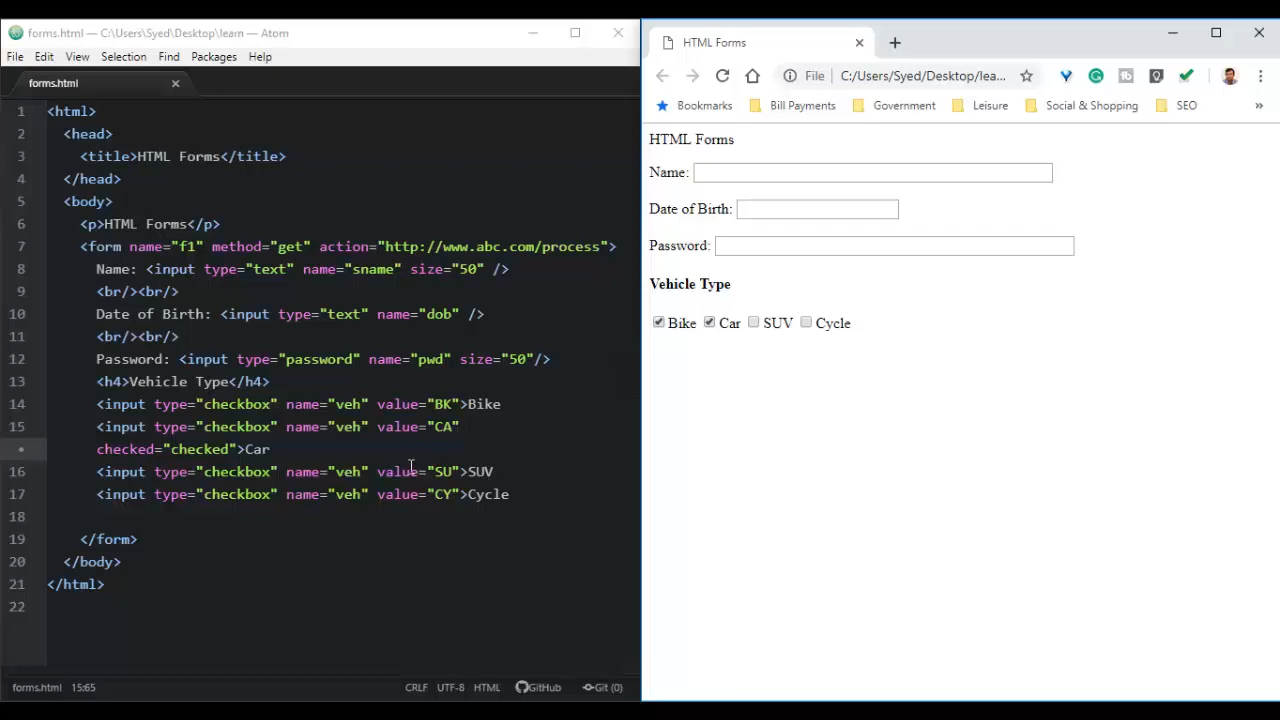 forms.html — C:\Users\Syed\Desktop\learn — Atom
File Edit View Selection Find Packages Help
forms.html
1 <html>
2 <head>
3 <title>HTML Forms</title>
4 </head>
5 <body>
6 <p>HTML Forms</p>
7 <form name="f1" method="get" action="http://www.abc.com/process">
8 Name: <input type="text" name="sname" size="50" />
9 <br/><br/>
10 Date of Birth: <input type="text" name="dob" />
11 <br/><br/>
12 Password: <input type="password" name="pwd" size="50"/>
13 <h4>Vehicle Type</h4>
14 <input type="checkbox" name="veh" value="BK">Bike
15 <input type="checkbox" name="veh" value="CA"
• checked="checked">Car
16 <input type="checkbox" name="veh" value="SU">SUV
17 <input type="checkbox" name="veh" value="CY">Cycle
18
19 </form>
20 </body>
21 </html>
22
forms.html 15:65 CRLF UTF-8 HTML GitHub Git (0)
HTML Forms
File C:/Users/Syed/Desktop/lea...
Bookmarks Bill Payments Government Leisure Social & Shopping SEO »
HTML Forms
Name:
Date of Birth:
Password:
Vehicle Type
Bike Car SUV Cycle